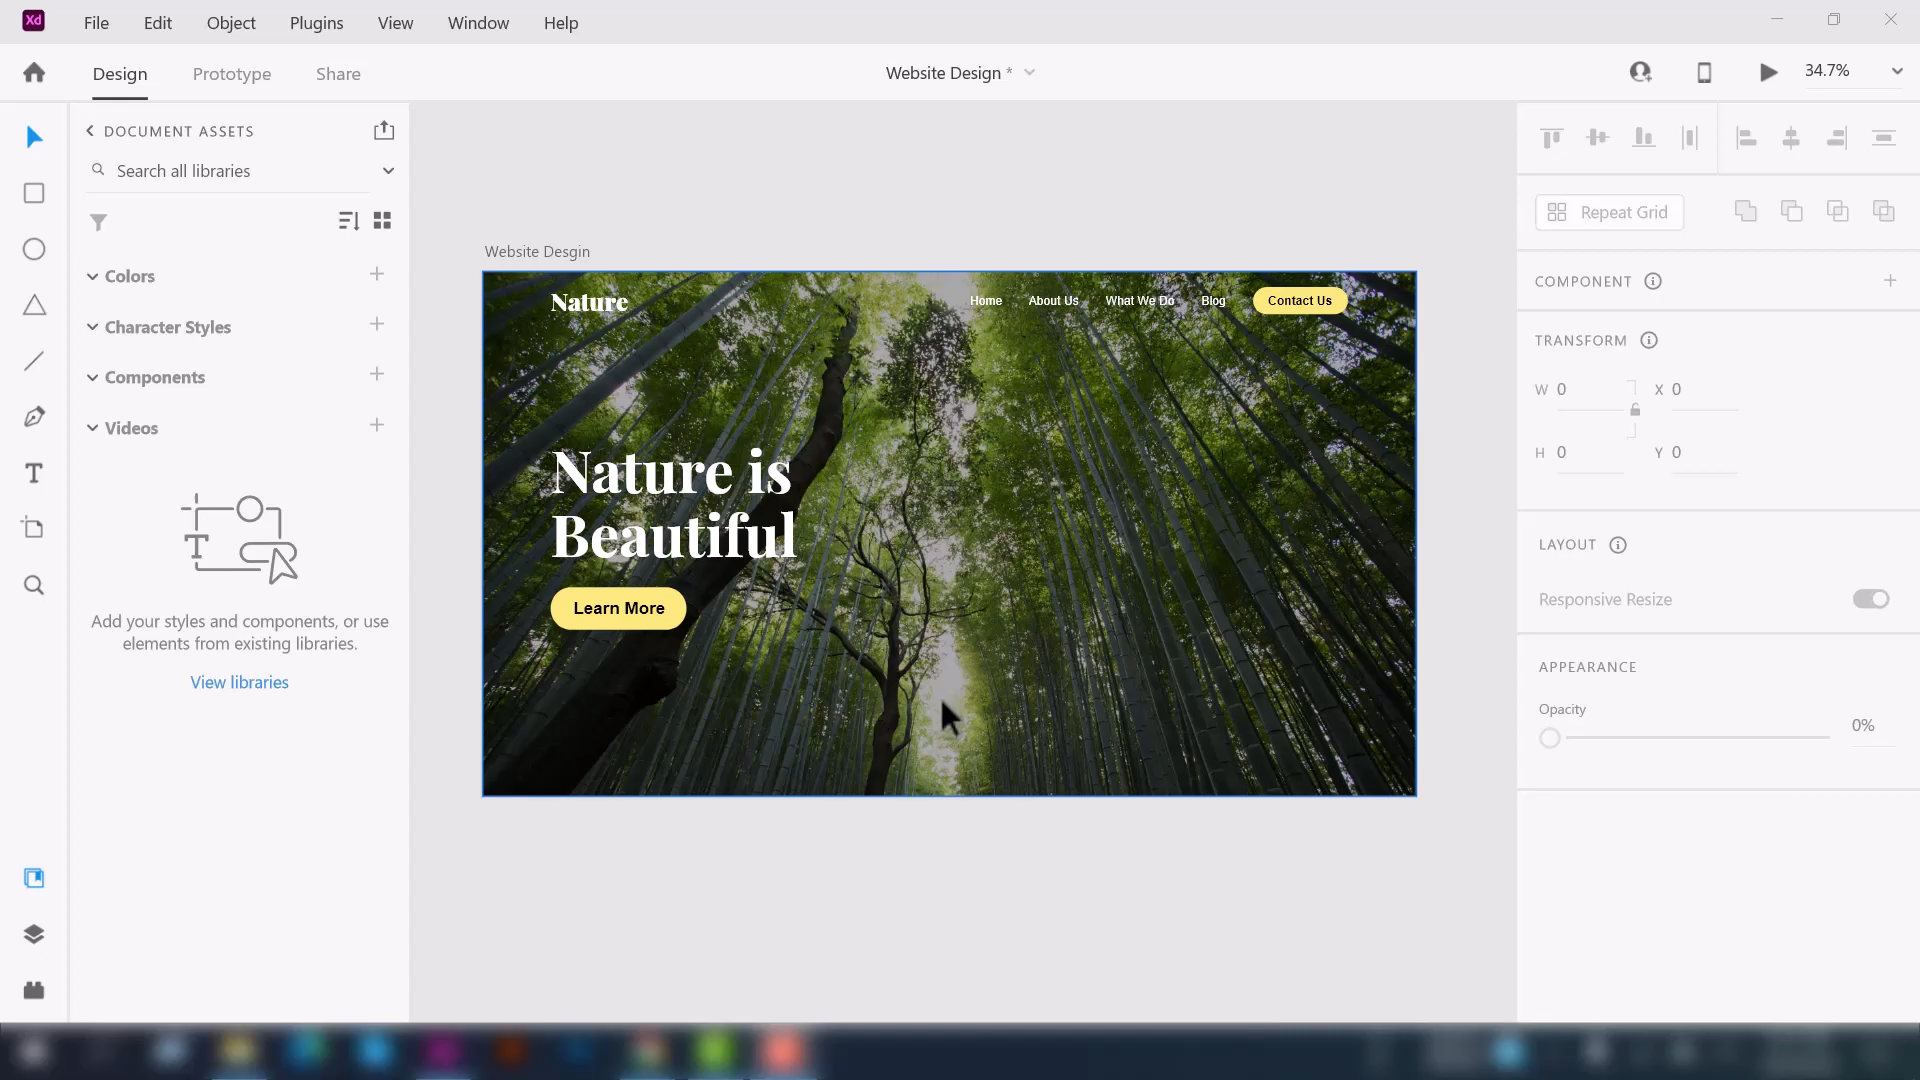 Xd
File Edit Object Plugins View Window Help
Design Prototype Share
Website Design *
34.7%
DOCUMENT ASSETS
Search all libraries
Colors
Character Styles
Components
Videos
T
Add your styles and components, or use
elements from existing libraries.
View libraries
Website Desgin
Nature
Home About Us What We Do Blog Contact Us
Nature is
Beautiful
Learn More
Repeat Grid
COMPONENT
TRANSFORM
W 0 X 0
H 0 Y 0
LAYOUT
Responsive Resize
APPEARANCE
Opacity
0%